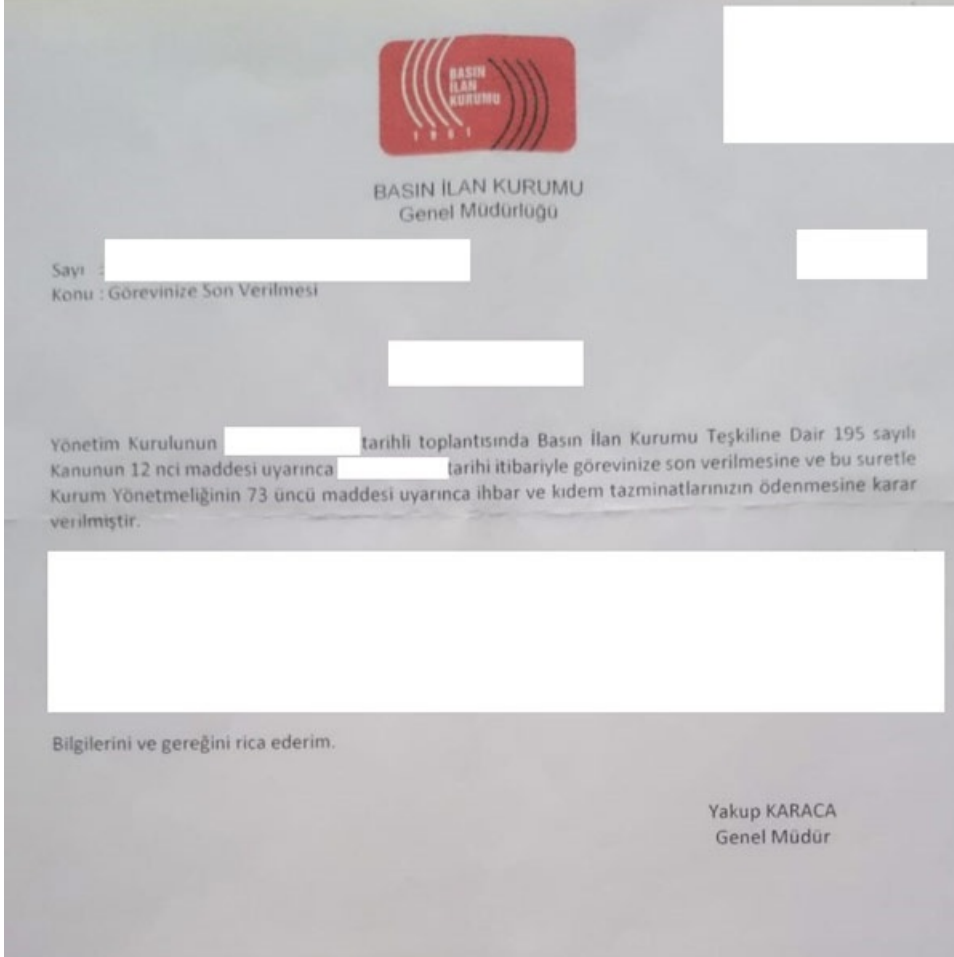 BASIN
İLAN
KURUMU
1961
BASIN İLAN KURUMU
Genel Müdürlüğü
Sayı :
Konu : Görevinize Son Verilmesi
Yönetim Kurulunun tarihli toplantısında Basın İlan Kurumu Teşkiline Dair 195 sayılı
Kanunun 12 nci maddesi uyarınca tarihi itibariyle görevinize son verilmesine ve bu suretle
Kurum Yönetmeliğinin 73 üncü maddesi uyarınca ihbar ve kıdem tazminatlarınızın ödenmesine karar
verilmiştir.
Bilgilerini ve gereğini rica ederim.
Yakup KARACA
Genel Müdür